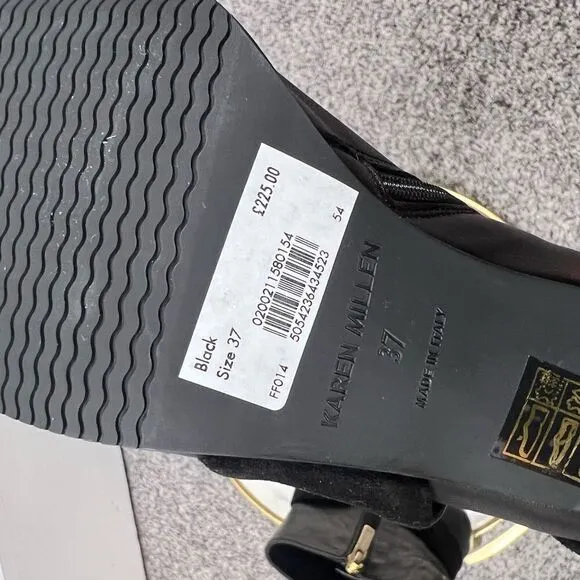 £225.00
54
0200211580154
5054236434523
Black
Size 37
FF014
KAREN MILLEN
37
MADE IN ITALY